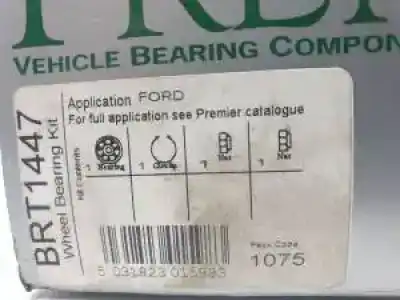 VEHICLE BEARING COMPON
BRT1447
Wheel Bearing Kit
Application FORD
For full application see Premier catalogue
Kit Contents
1 Bearing 1 Circlip 1 Nut 1 Nut
Pack Code
1075
5 031823 015993